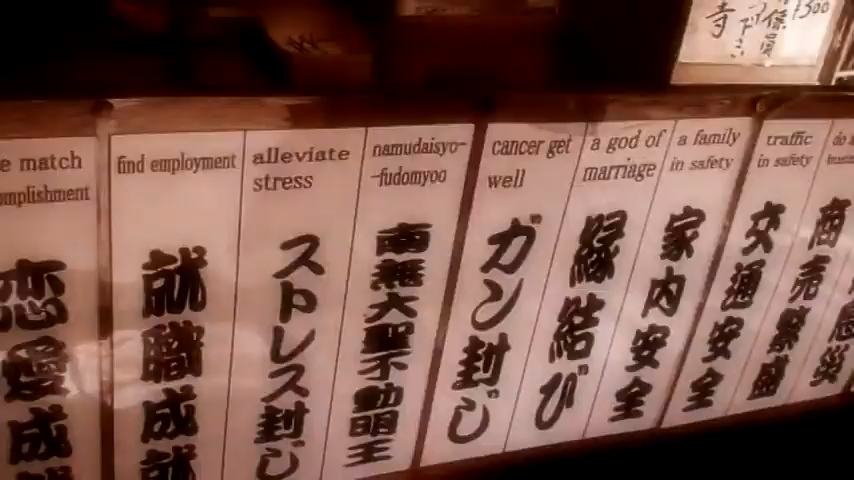 e match
mplishment
恋愛成
find employment
就職成就
alleviate
stress
ストレス封じ
namudaisyo-
-fudomyoo
南無大聖不動明王
cancer get
well
ガン封じ
a god of
marriage
縁結び
a family
in safety
家内安全
traffic
in safety
交通安全
do a
商売繁盛
災
寺